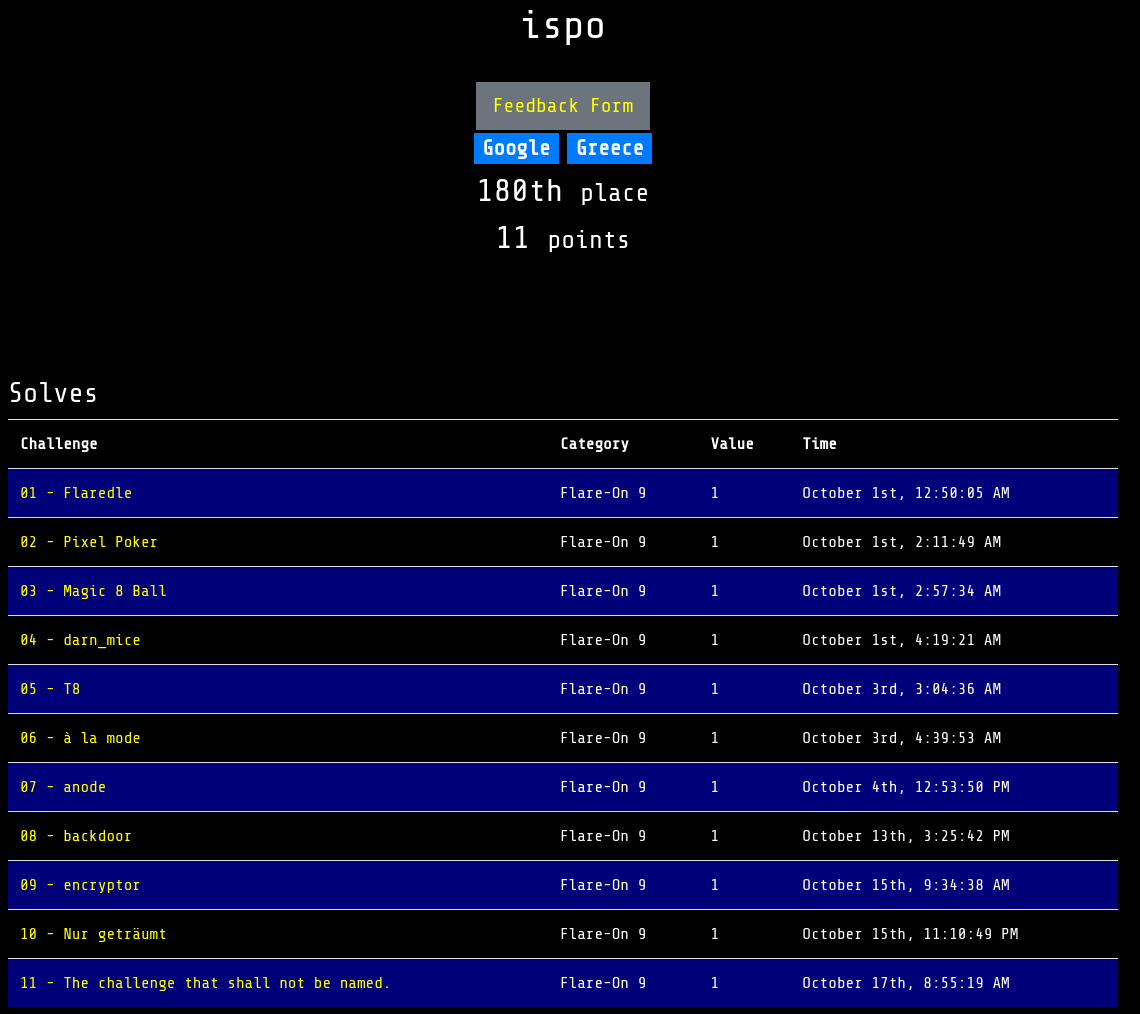 ispo
Feedback Form
Google Greece
180th place
11 points
Solves
Challenge Category Value Time
01 - Flaredle Flare-On 9 1 October 1st, 12:50:05 AM
02 - Pixel Poker Flare-On 9 1 October 1st, 2:11:49 AM
03 - Magic 8 Ball Flare-On 9 1 October 1st, 2:57:34 AM
04 - darn_mice Flare-On 9 1 October 1st, 4:19:21 AM
05 - T8 Flare-On 9 1 October 3rd, 3:04:36 AM
06 - à la mode Flare-On 9 1 October 3rd, 4:39:53 AM
07 - anode Flare-On 9 1 October 4th, 12:53:50 PM
08 - backdoor Flare-On 9 1 October 13th, 3:25:42 PM
09 - encryptor Flare-On 9 1 October 15th, 9:34:38 AM
10 - Nur geträumt Flare-On 9 1 October 15th, 11:10:49 PM
11 - The challenge that shall not be named. Flare-On 9 1 October 17th, 8:55:19 AM